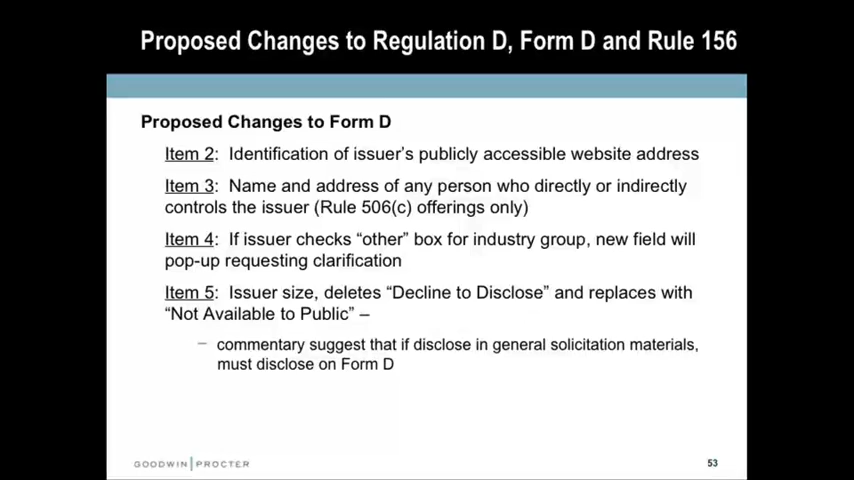 Proposed Changes to Regulation D, Form D and Rule 156
Proposed Changes to Form D
Item 2: Identification of issuer's publicly accessible website address
Item 3: Name and address of any person who directly or indirectly
controls the issuer (Rule 506(c) offerings only)
Item 4: If issuer checks “other” box for industry group, new field will
pop-up requesting clarification
Item 5: Issuer size, deletes “Decline to Disclose” and replaces with
“Not Available to Public” –
– commentary suggest that if disclose in general solicitation materials,
must disclose on Form D
GOODWIN PROCTER
53